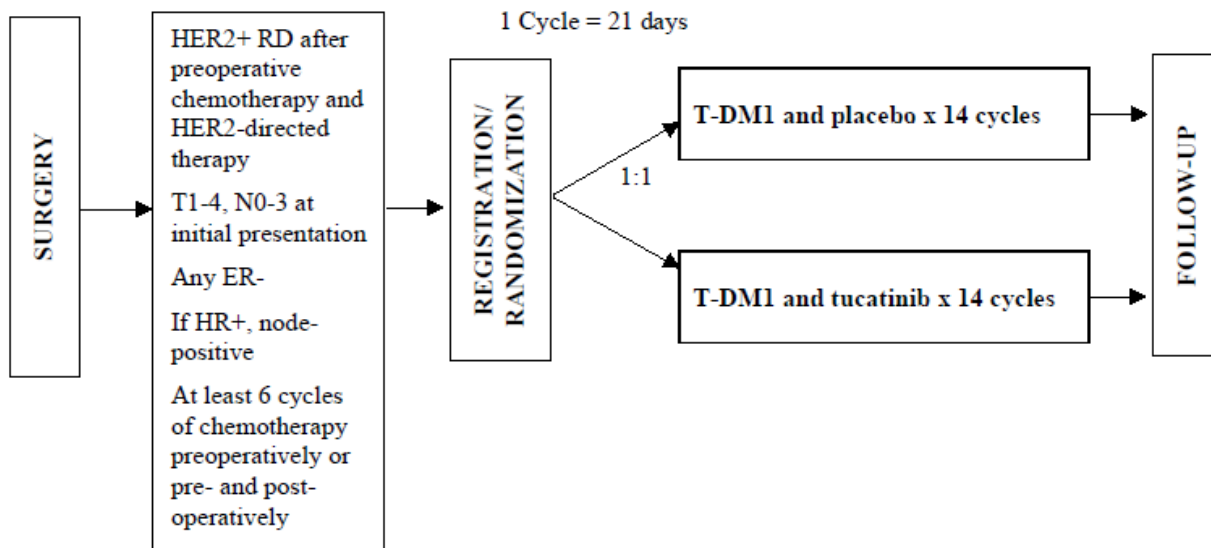 1 Cycle = 21 days
SURGERY
HER2+ RD after
preoperative
chemotherapy and
HER2-directed
therapy
T1-4, N0-3 at
initial presentation
Any ER-
If HR+, node-
positive
At least 6 cycles
of chemotherapy
preoperatively or
pre- and post-
operatively
REGISTRATION/
RANDOMIZATION
1:1
T-DM1 and placebo x 14 cycles
T-DM1 and tucatinib x 14 cycles
FOLLOW-UP